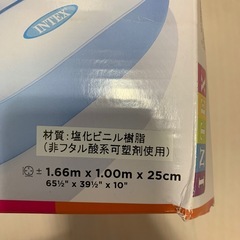 INTEX
材質:塩化ビニル樹脂
(非フタル酸系可塑剤使用)
± 1.66m x 1.00m x 25cm
65½" x 39½" x 10"